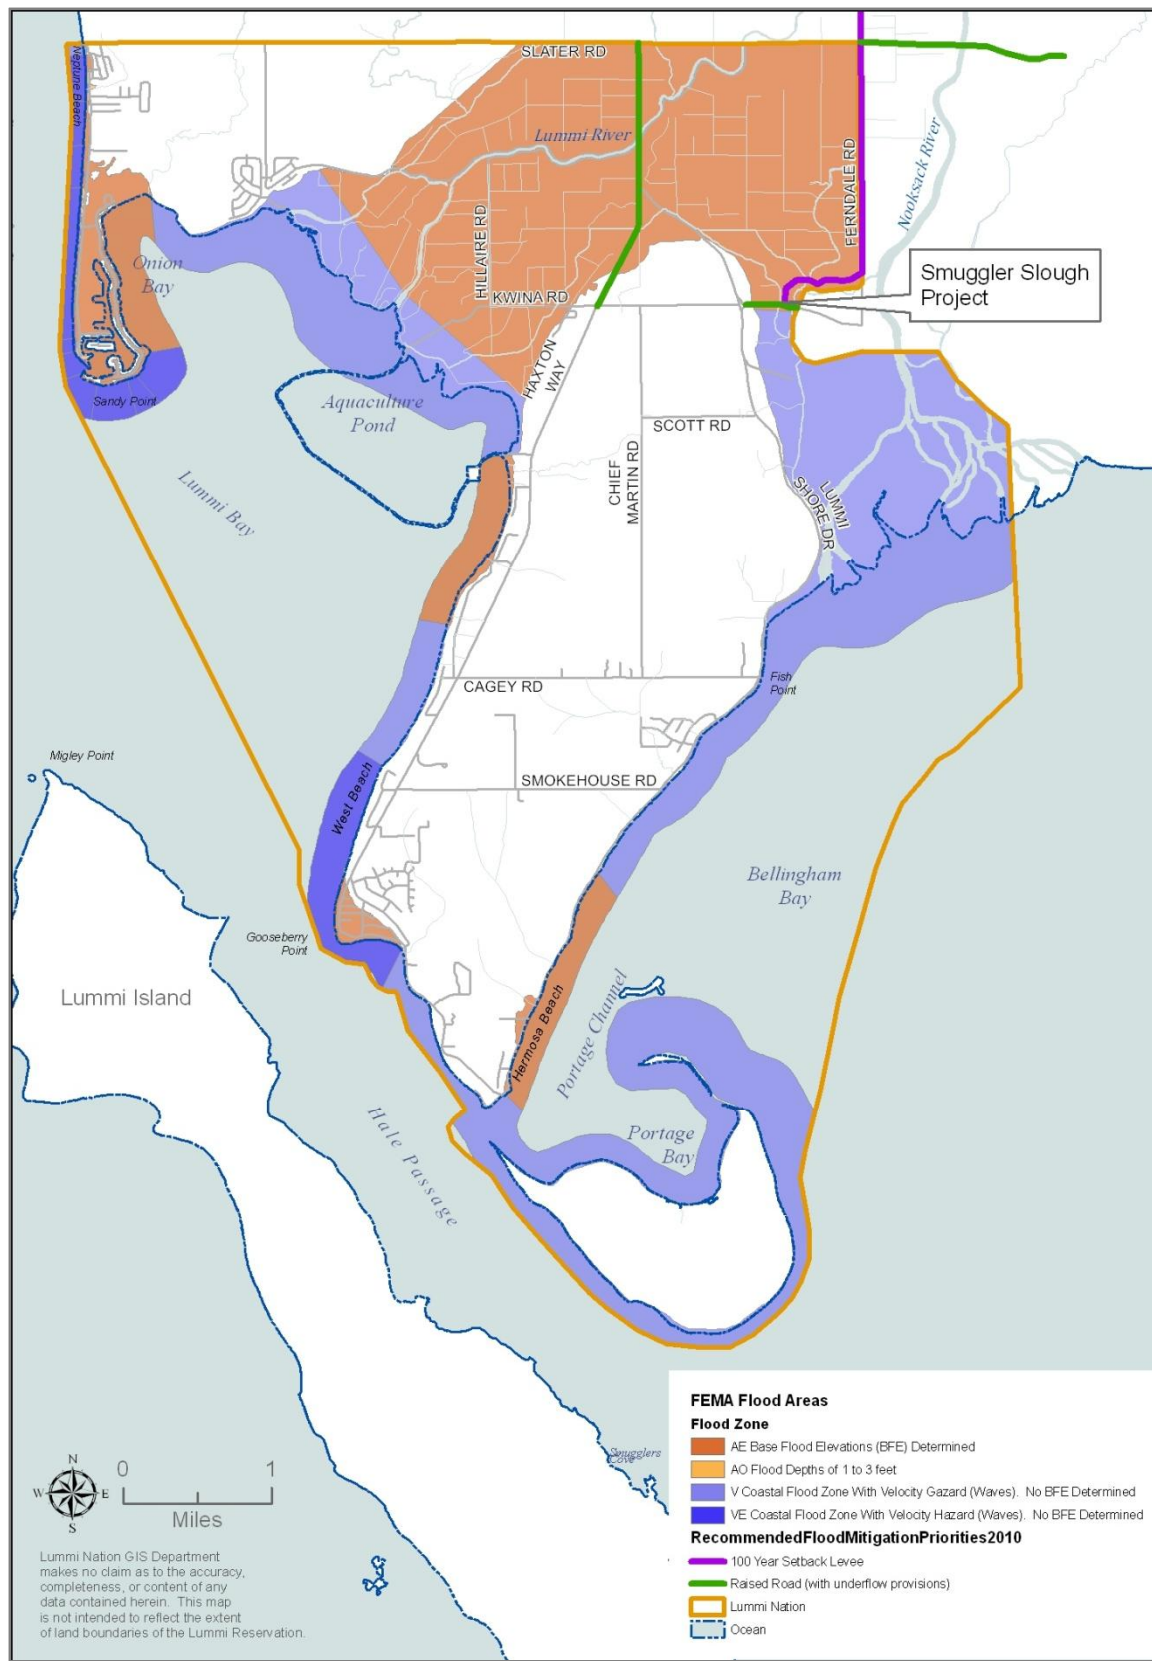 SLATER RD
Neptune Beach
Lummi River
Nooksack River
FERNDALE RD
HILLAIRE RD
Onion
Bay
KWINA RD
Smuggler Slough
Project
HAXTON
WAY
Sandy Point
Aquaculture
Pond
SCOTT RD
CHIEF
MARTIN RD
LUMMI
SHORE DR
Lummi
Bay
CAGEY RD
Fish
Point
Migley Point
West Beach
SMOKEHOUSE RD
Bellingham
Bay
Gooseberry
Point
Lummi Island
Portage Channel
Hermosa Beach
Hale Passage
Portage
Bay
Smugglers
Cove
FEMA Flood Areas
Flood Zone
AE Base Flood Elevations (BFE) Determined
AO Flood Depths of 1 to 3 feet
V Coastal Flood Zone With Velocity Gazard (Waves). No BFE Determined
VE Coastal Flood Zone With Velocity Hazard (Waves). No BFE Determined
RecommendedFloodMitigationPriorities2010
100 Year Setback Levee
Raised Road (with underflow provisions)
Lummi Nation
Ocean
N
W E
S
0 1
Miles
Lummi Nation GIS Department
makes no claim as to the accuracy,
completeness, or content of any
data contained herein. This map
is not intended to reflect the extent
of land boundaries of the Lummi Reservation.